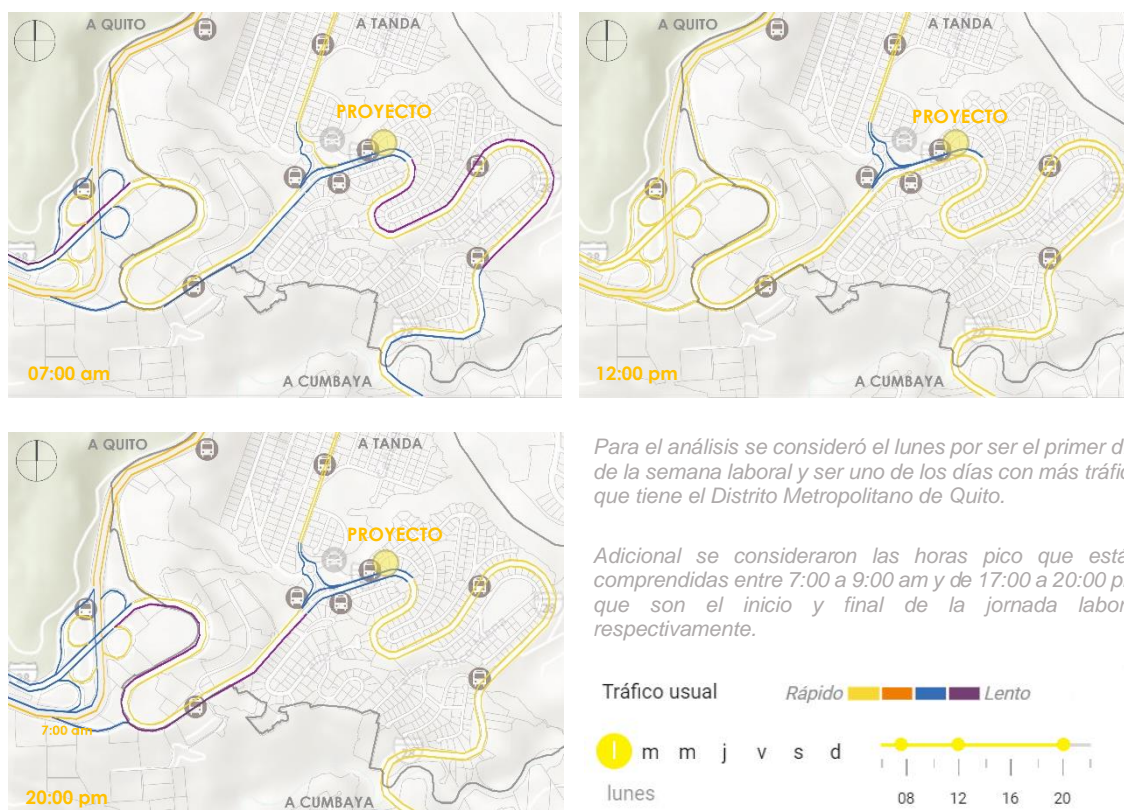 A QUITO
A TANDA
PROYECTO
A CUMBAYA
07:00 am
A QUITO
A TANDA
PROYECTO
A CUMBAYA
12:00 pm
A QUITO
A TANDA
PROYECTO
7:00 am
A CUMBAYA
20:00 pm
Para el análisis se consideró el lunes por ser el primer d
de la semana laboral y ser uno de los días con más tráfic
que tiene el Distrito Metropolitano de Quito.
Adicional se consideraron las horas pico que está
comprendidas entre 7:00 a 9:00 am y de 17:00 a 20:00 p
que son el inicio y final de la jornada labor
respectivamente.
Tráfico usual Rápido Lento
l m m j v s d
lunes 08 12 16 20